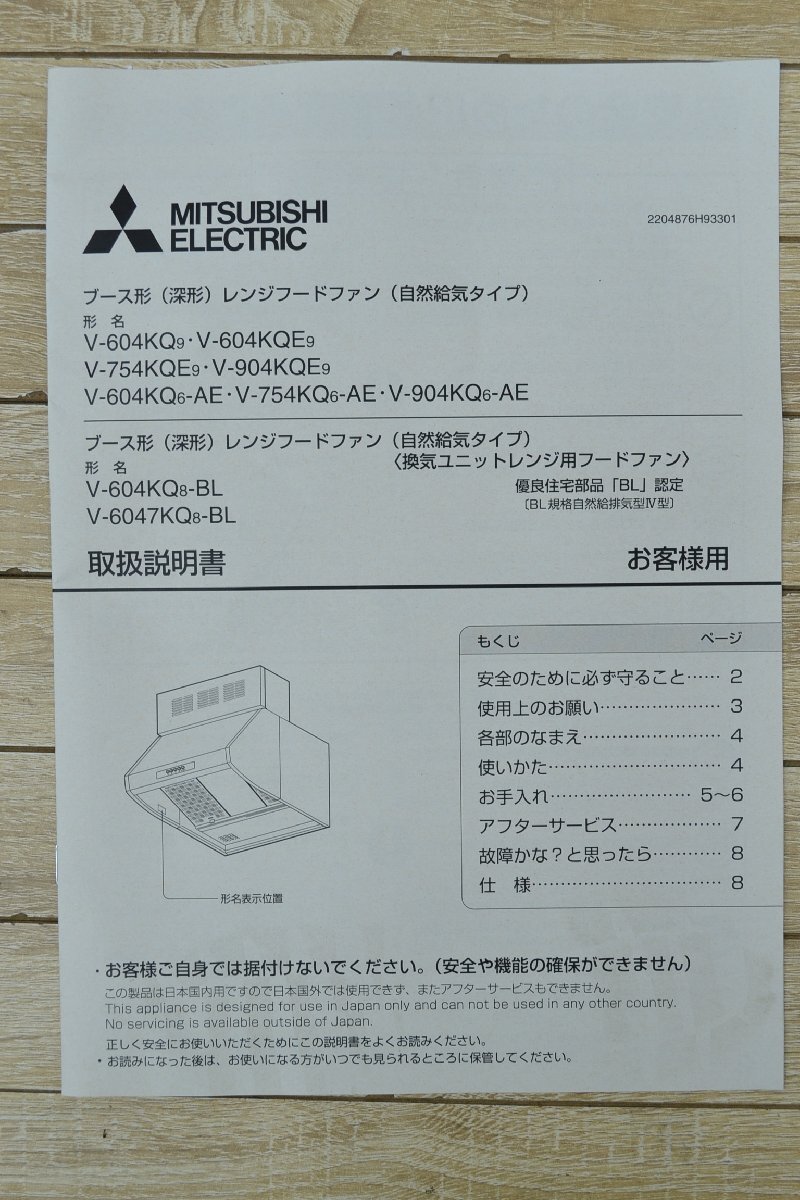 MITSUBISHI
ELECTRIC
2204876H93301
ブース形（深形）レンジフードファン（自然給気タイプ）
形 名
V-604KQ9・V-604KQE9
V-754KQE9・V-904KQE9
V-604KQ6-AE・V-754KQ6-AE・V-904KQ6-AE
ブース形（深形）レンジフードファン（自然給気タイプ）
〈換気ユニットレンジ用フードファン〉
形 名
V-604KQ8-BL
V-6047KQ8-BL
優良住宅部品「BL」認定
〔BL規格自然給排気型Ⅳ型〕
取扱説明書
お客様用
形名表示位置
もくじ ページ
安全のために必ず守ること…… 2
使用上のお願い………………… 3
各部のなまえ…………………… 4
使いかた………………………… 4
お手入れ…………………… 5〜6
アフターサービス……………… 7
故障かな？と思ったら………… 8
仕 様…………………………… 8
・お客様ご自身では据付けないでください。（安全や機能の確保ができません）
この製品は日本国内用ですので日本国外では使用できず、またアフターサービスもできません。
This appliance is designed for use in Japan only and can not be used in any other country.
No servicing is available outside of Japan.
正しく安全にお使いいただくためにこの説明書をよくお読みください。
・お読みになった後は、お使いになる方がいつでも見られるところに保管してください。